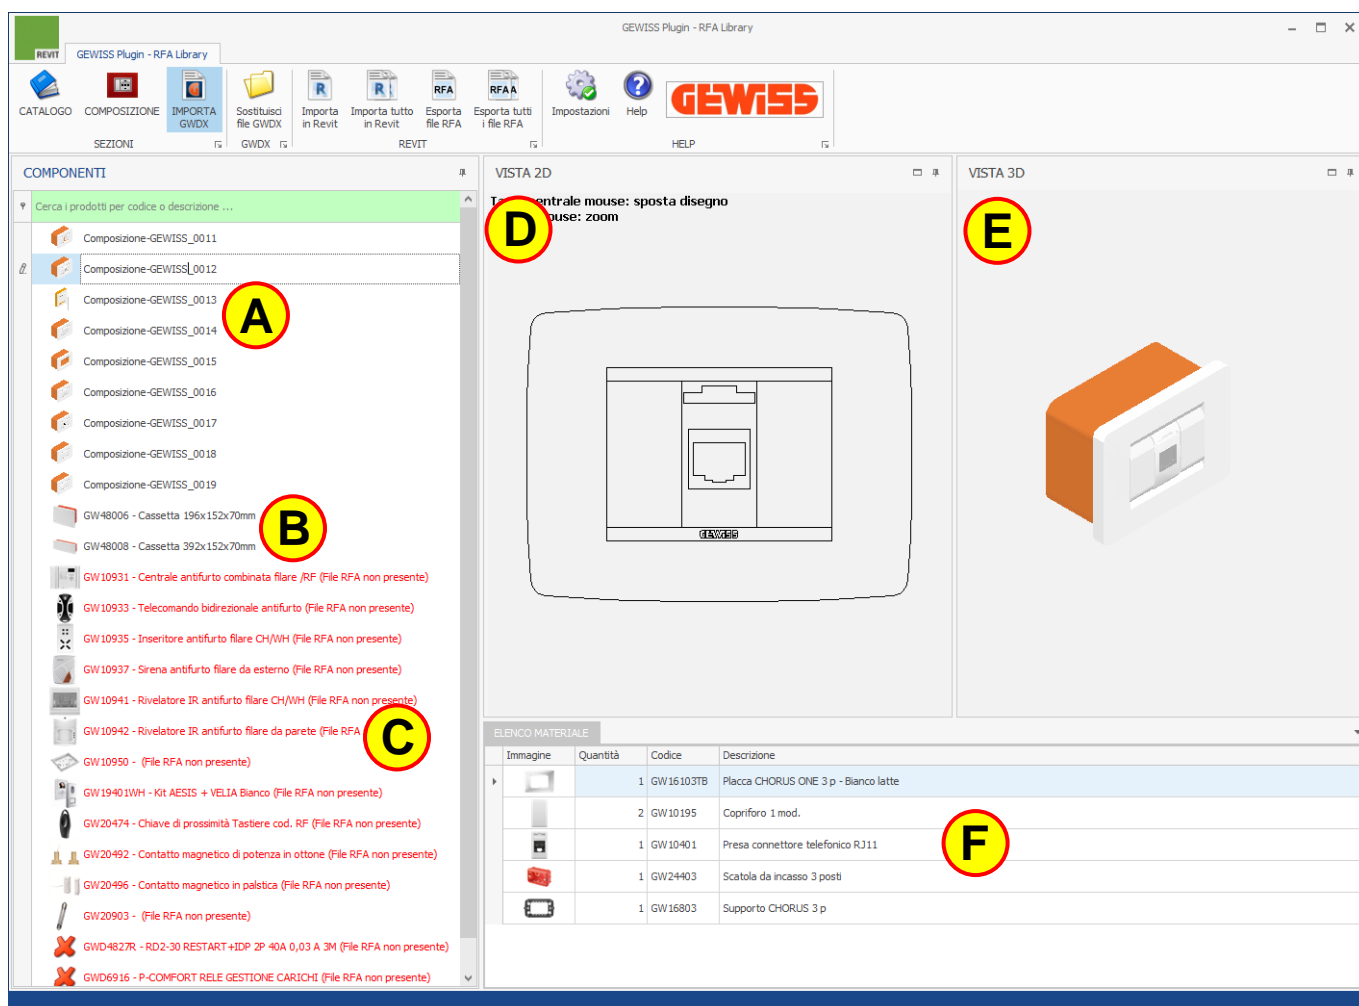 GEWISS Plugin - RFA Library
REVIT
GEWISS Plugin - RFA Library
CATALOGO
COMPOSIZIONE
IMPORTA GWDX
Sostituisci file GWDX
Importa in Revit
Importa tutto in Revit
Esporta file RFA
Esporta tutti i file RFA
Impostazioni
Help
GEWISS
SEZIONI
GWDX
REVIT
HELP
COMPONENTI
Cerca i prodotti per codice o descrizione ...
Composizione-GEWISS_0011
Composizione-GEWISS_0012
Composizione-GEWISS_0013
A
Composizione-GEWISS_0014
Composizione-GEWISS_0015
Composizione-GEWISS_0016
Composizione-GEWISS_0017
Composizione-GEWISS_0018
Composizione-GEWISS_0019
GW48006 - Cassetta 196x152x70mm
B
GW48008 - Cassetta 392x152x70mm
GW10931 - Centrale antifurto combinata filare /RF (File RFA non presente)
GW10933 - Telecomando bidirezionale antifurto (File RFA non presente)
GW10935 - Inseritore antifurto filare CH/WH (File RFA non presente)
GW10937 - Sirena antifurto filare da esterno (File RFA non presente)
GW10941 - Rivelatore IR antifurto filare CH/WH (File RFA non presente)
GW10942 - Rivelatore IR antifurto filare da parete (File RFA
C
GW10950 - (File RFA non presente)
GW19401WH - Kit AESIS + VELIA Bianco (File RFA non presente)
GW20474 - Chiave di prossimità Tastiere cod. RF (File RFA non presente)
GW20492 - Contatto magnetico di potenza in ottone (File RFA non presente)
GW20496 - Contatto magnetico in palstica (File RFA non presente)
GW20903 - (File RFA non presente)
GWD4827R - RD2-30 RESTART+IDP 2P 40A 0,03 A 3M (File RFA non presente)
GWD6916 - P-COMFORT RELE GESTIONE CARICHI (File RFA non presente)
VISTA 2D
centrale mouse: sposta disegno
mouse: zoom
D
GEWISS
VISTA 3D
E
ELENCO MATERIALE
Immagine Quantità Codice Descrizione
1 GW16103TB Placca CHORUS ONE 3 p - Bianco latte
2 GW10195 Copriforo 1 mod.
1 GW10401 Presa connettore telefonico RJ11
F
1 GW24403 Scatola da incasso 3 posti
1 GW16803 Supporto CHORUS 3 p